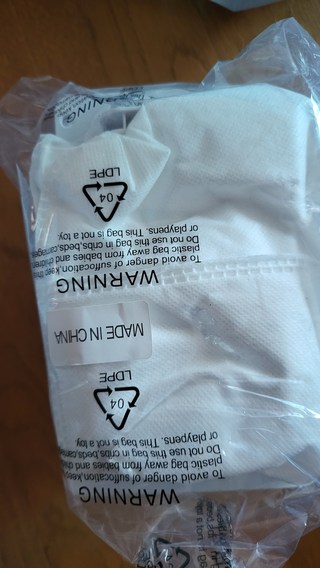 WARNING
To avoid danger of suffocation,keep
plastic bag away from babies and
Do not use this bag in cribs,beds,
or playpens. This bag is not a toy.
04
LDPE
MADE IN CHINA
WARNING
To avoid danger of suffocation,keep this
plastic bag away from babies and children.
Do not use this bag in cribs,beds,carriages
or playpens. This bag is not a toy.
04
LDPE
WARNING